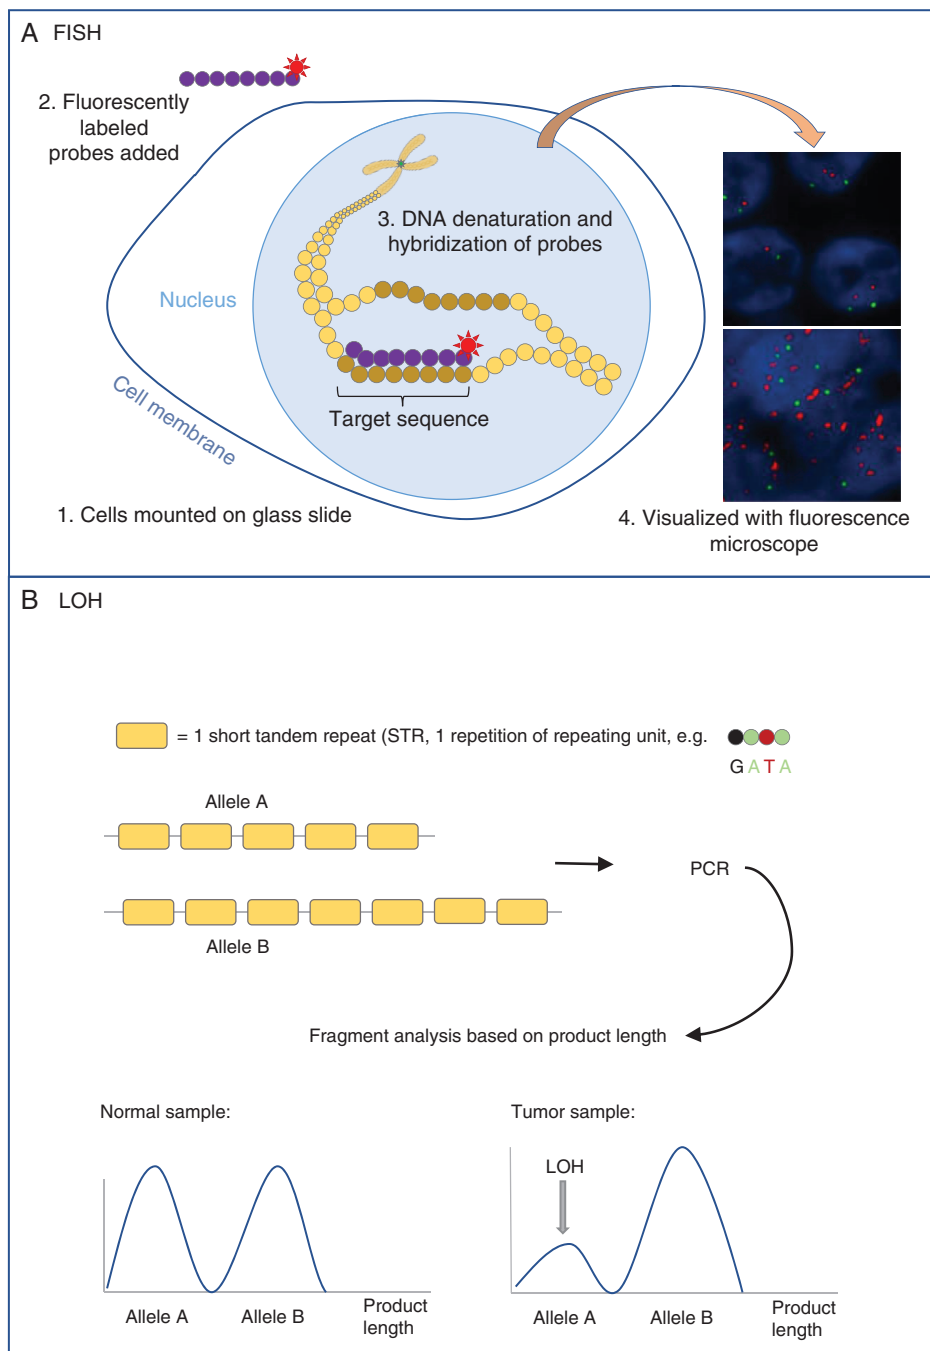 A FISH
2. Fluorescently
labeled
probes added
3. DNA denaturation and
hybridization of probes
Nucleus
Cell membrane
Target sequence
1. Cells mounted on glass slide
4. Visualized with fluorescence
microscope
B LOH
= 1 short tandem repeat (STR, 1 repetition of repeating unit, e.g.
G A T A
Allele A
PCR
Allele B
Fragment analysis based on product length
Normal sample:
Tumor sample:
LOH
Allele A
Allele B
Product
length
Allele A
Allele B
Product
length